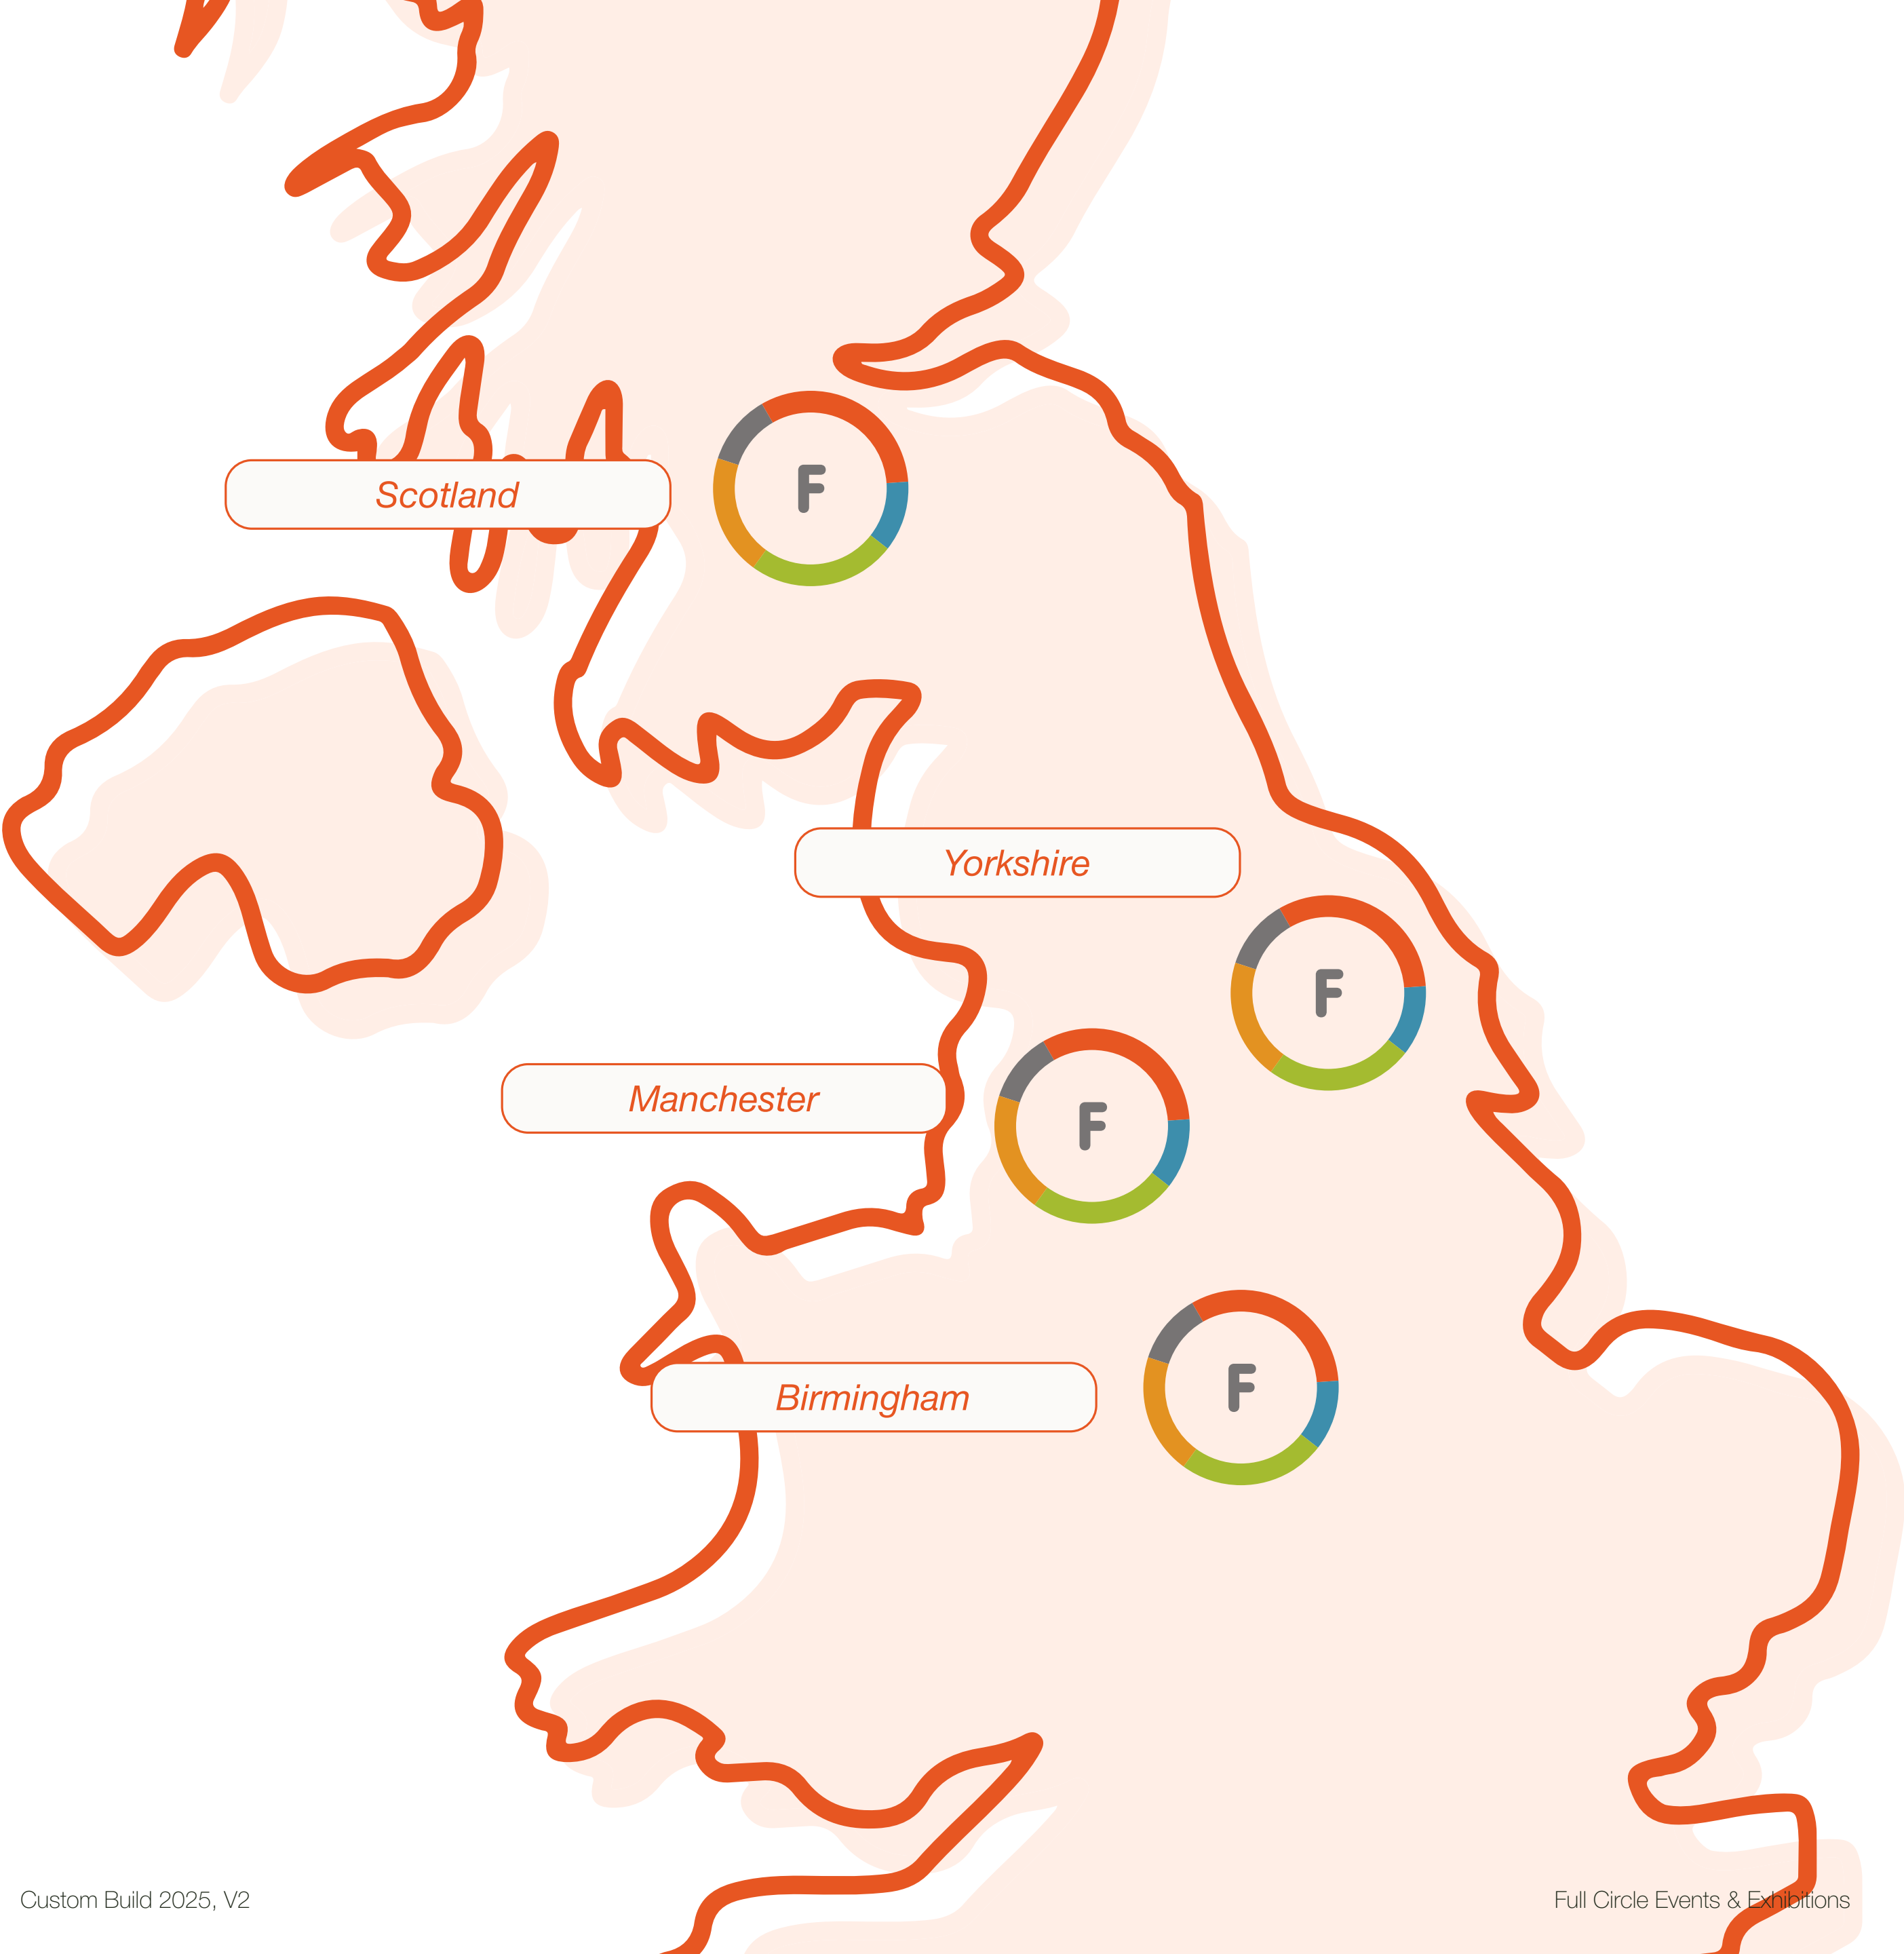 Scotland
F
Yorkshire
F
Manchester
F
Birmingham
F
Custom Build 2025, V2
Full Circle Events & Exhibitions